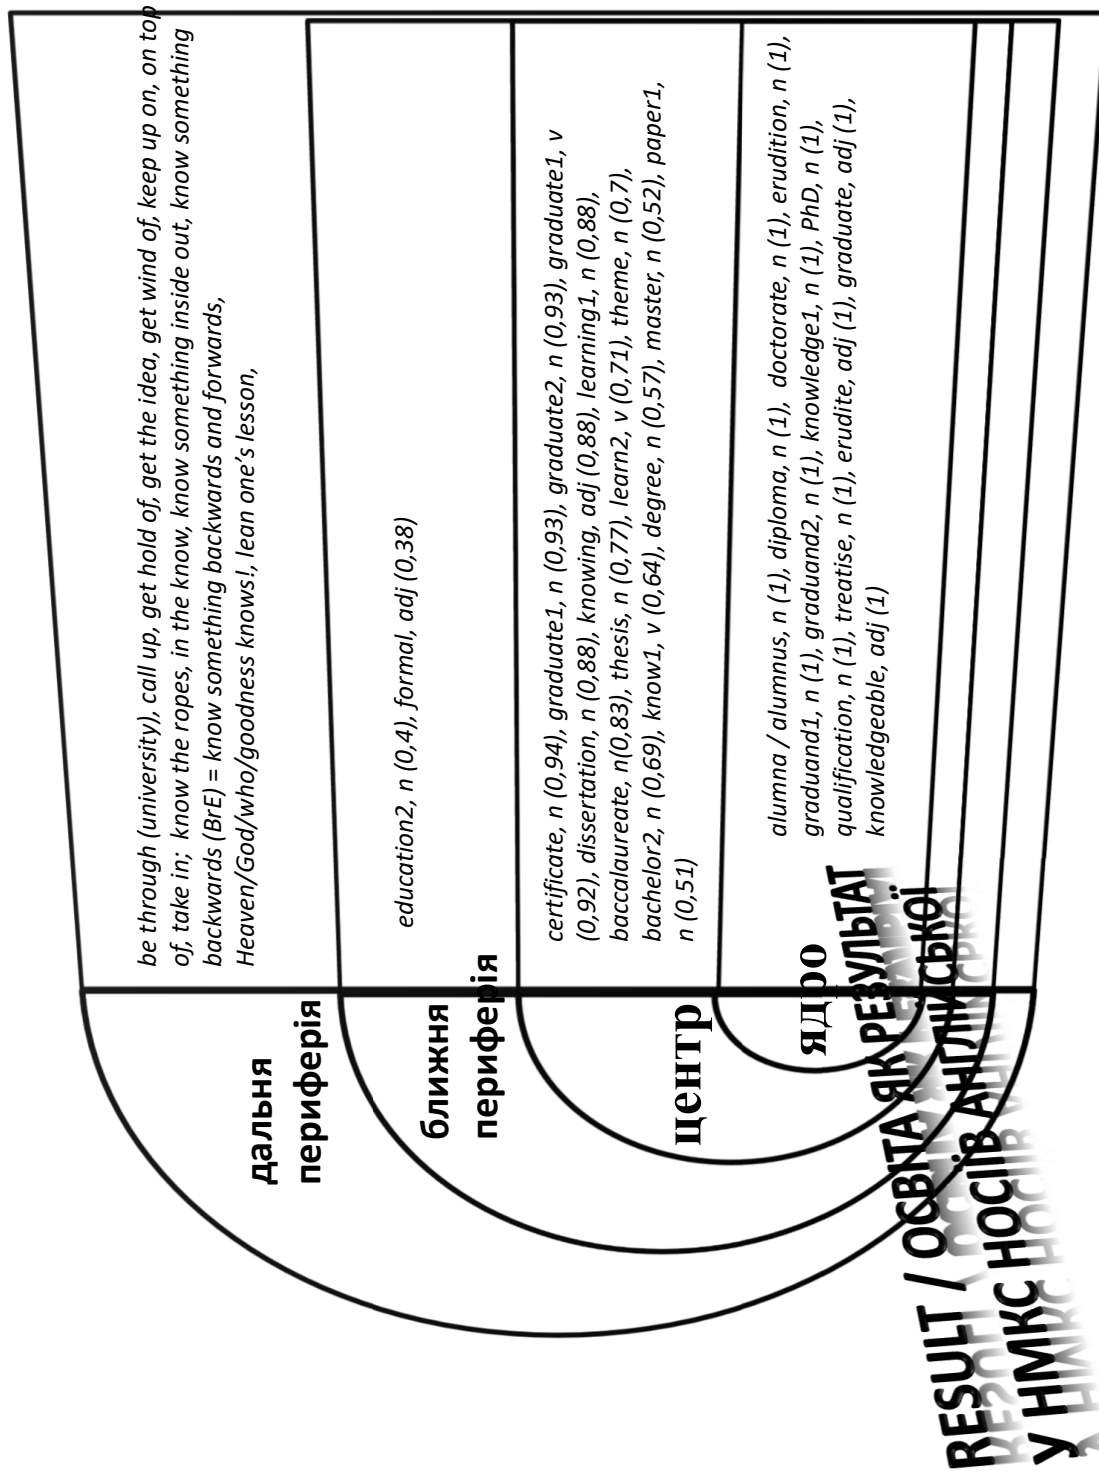 be through (university), call up, get hold of, get the idea, get wind of, keep up on, on top
of, take in;  know the ropes, in the know, know something inside out, know something
backwards (BrE) = know something backwards and forwards,
Heaven/God/who/goodness knows!, lean one's lesson,
дальня
периферія
education2, n (0,4), formal, adj (0,38)
ближня
периферія
certificate, n (0,94), graduate1, n (0,93), graduate2, n (0,93), graduate1, v
(0,92), dissertation, n (0,88), knowing, adj (0,88), learning1, n (0,88),
baccalaureate, n(0,83), thesis, n (0,77), learn2, v (0,71), theme, n (0,7),
bachelor2, n (0,69), know1, v (0,64), degree, n (0,57), master, n (0,52), paper1,
n (0,51)
центр
alumna / alumnus, n (1), diploma, n (1),  doctorate, n (1), erudition, n (1),
graduand1, n (1), graduand2, n (1), knowledge1, n (1), PhD, n (1),
qualification, n (1), treatise, n (1), erudite, adj (1), graduate, adj (1),
knowledgeable, adj (1)
ядро
RESULT / ОСВІТА ЯК РЕЗУЛЬТАТ
У НМКС НОСІЇВ АНГЛІЙСЬКОЇ